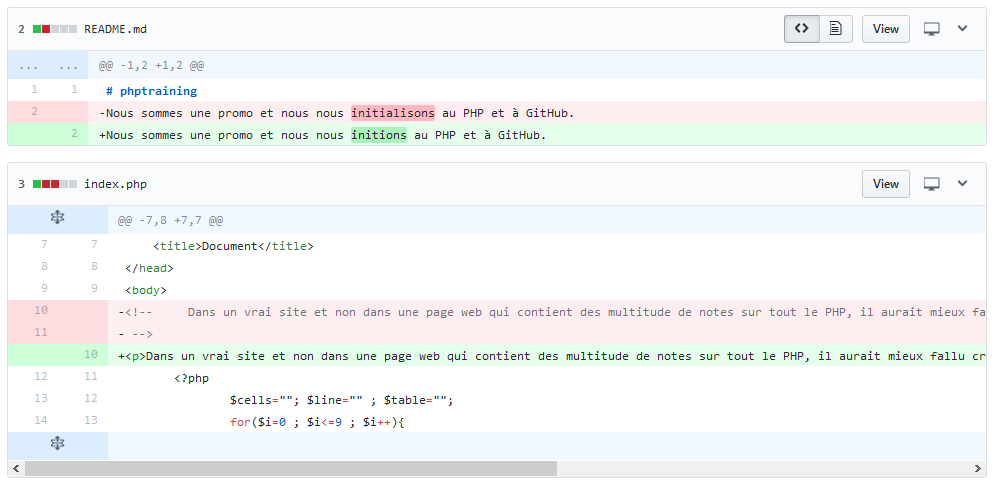 2 README.md View
... ... @@ -1,2 +1,2 @@
1 1 # phptraining
2 -Nous sommes une promo et nous nous initialisons au PHP et à GitHub.
2 +Nous sommes une promo et nous nous initions au PHP et à GitHub.
3 index.php View
@@ -7,8 +7,7 @@
7 7 <title>Document</title>
8 8 </head>
9 9 <body>
10 -<!-- Dans un vrai site et non dans une page web qui contient des multitude de notes sur tout le PHP, il aurait mieux fa
11 - -->
10 +<p>Dans un vrai site et non dans une page web qui contient des multitude de notes sur tout le PHP, il aurait mieux fallu cr
12 11 <?php
13 12 $cells=""; $line="" ; $table="";
14 13 for($i=0 ; $i<=9 ; $i++){